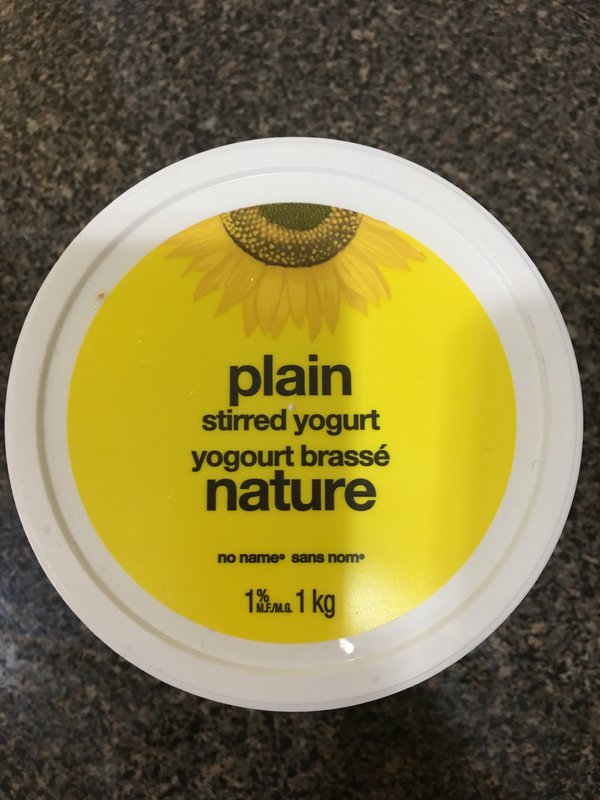 plain
stirred yogurt
yogourt brassé
nature
no name® sans nom®
1% M.F./M.G. 1 kg